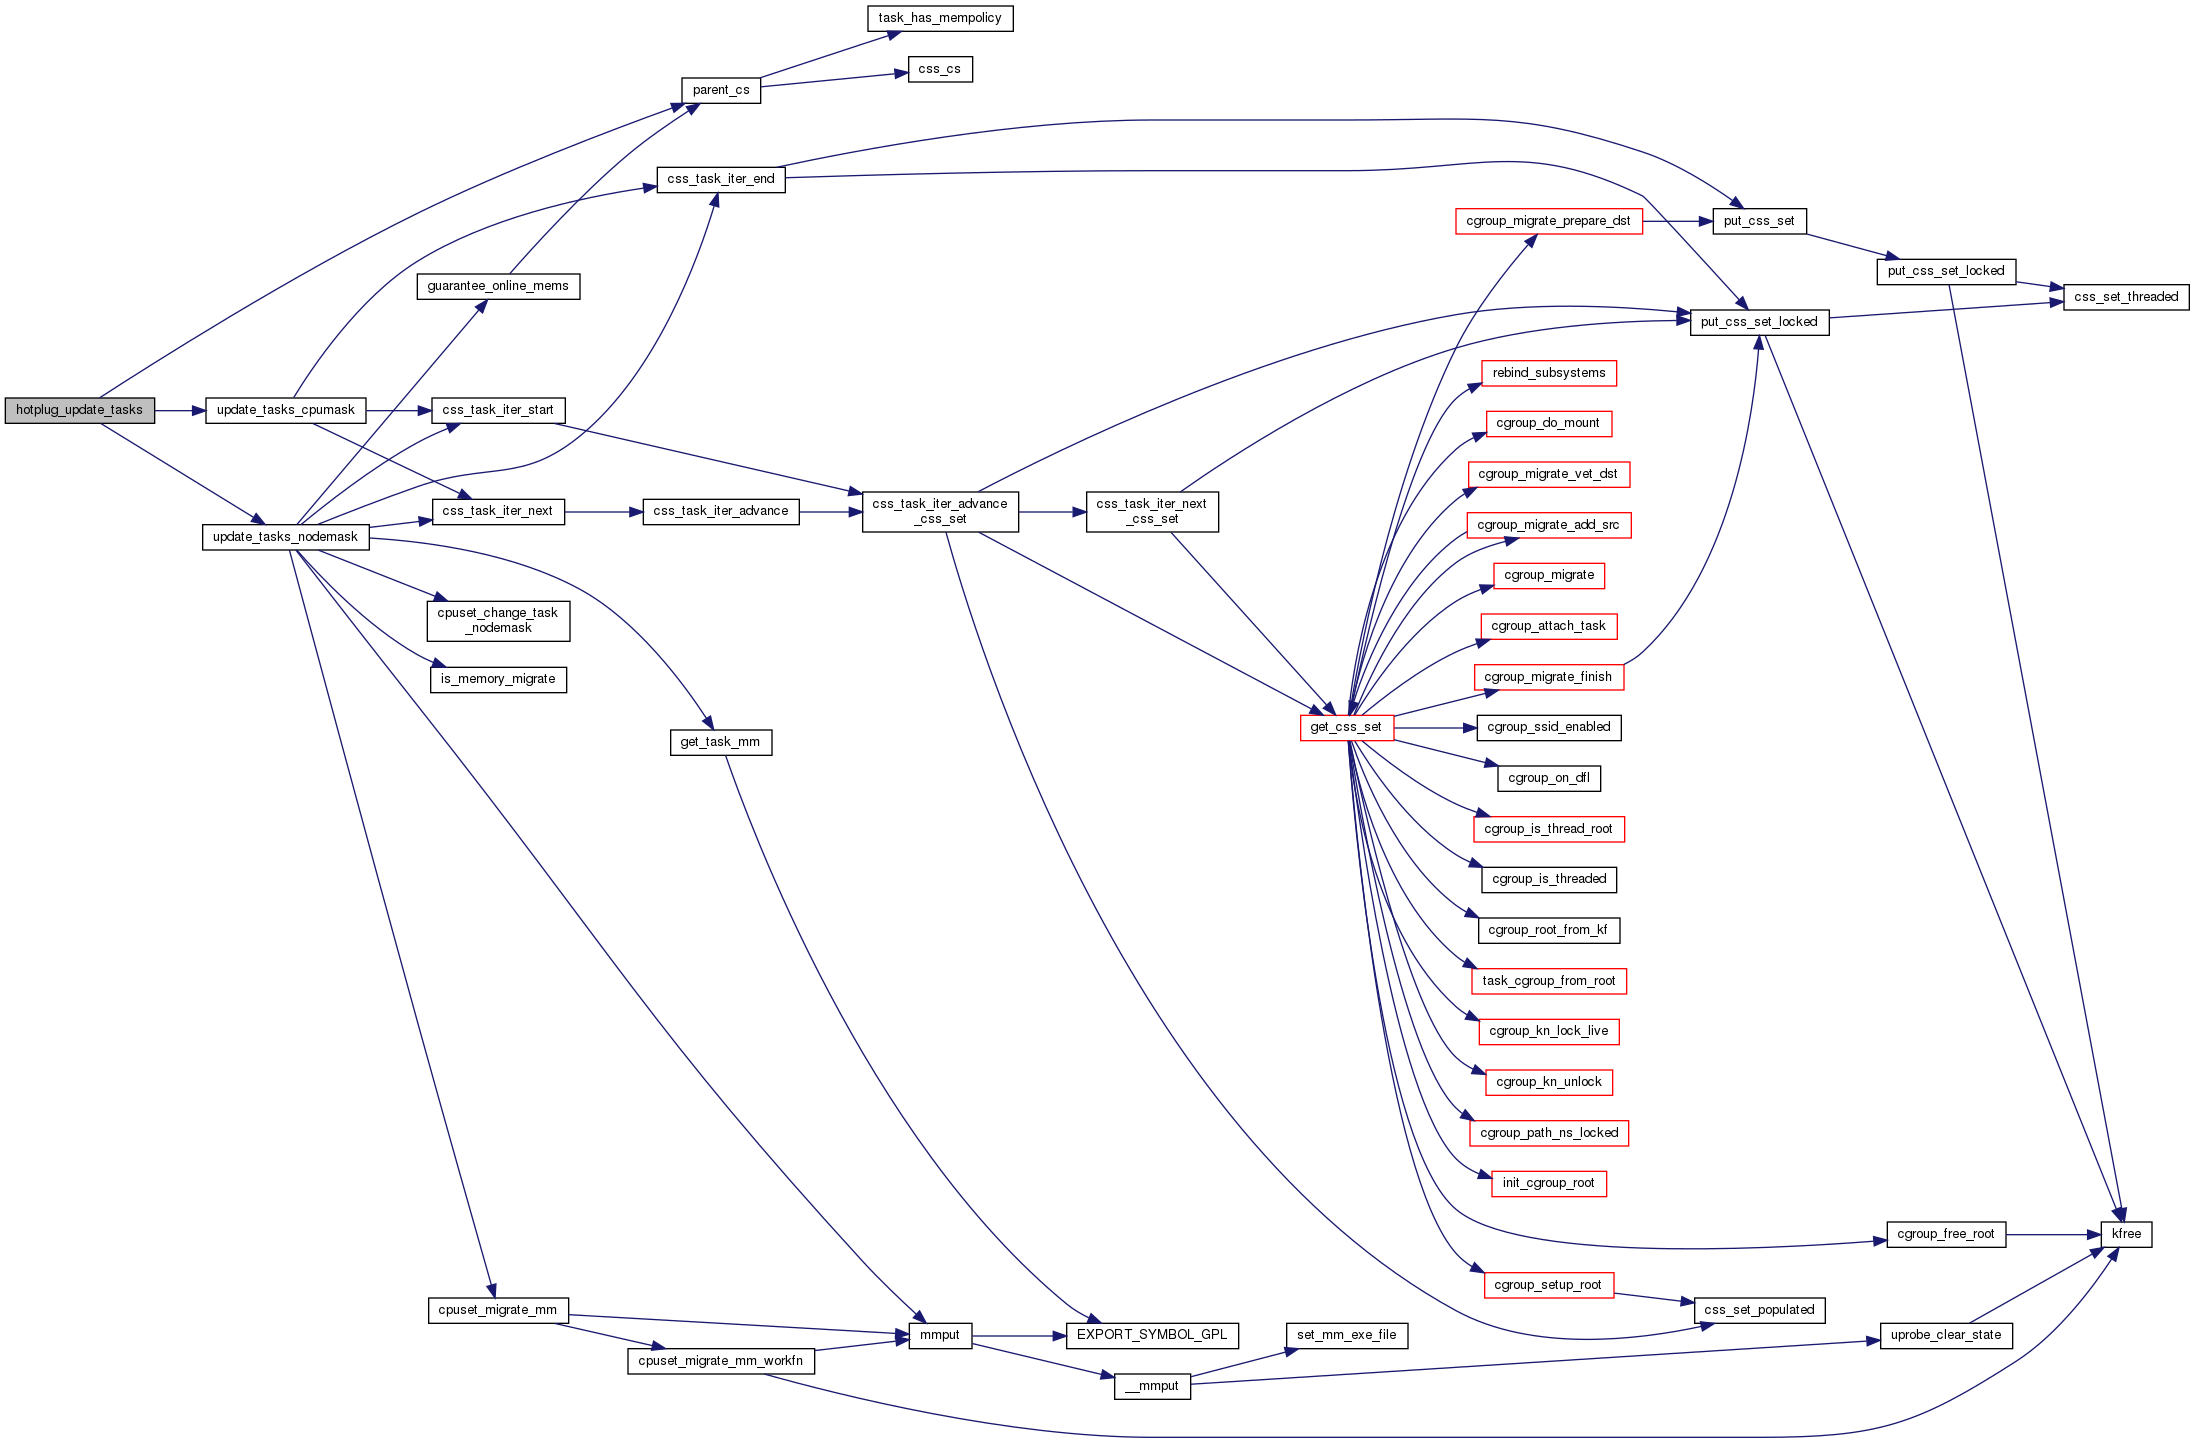 task_has_mempolicy
css_cs
parent_cs
css_task_iter_end
cgroup_migrate_prepare_dst
put_css_set
put_css_set_locked
guarantee_online_mems
css_set_threaded
put_css_set_locked
rebind_subsystems
hotplug_update_tasks
update_tasks_cpumask
css_task_iter_start
cgroup_do_mount
cgroup_migrate_vet_dst
css_task_iter_next
css_task_iter_advance
css_task_iter_advance
_css_set
css_task_iter_next
_css_set
cgroup_migrate_add_src
update_tasks_nodemask
cgroup_migrate
cpuset_change_task
_nodemask
cgroup_attach_task
is_memory_migrate
cgroup_migrate_finish
get_css_set
cgroup_ssid_enabled
get_task_mm
cgroup_on_dfl
cgroup_is_thread_root
cgroup_is_threaded
cgroup_root_from_kf
task_cgroup_from_root
cgroup_kn_lock_live
cgroup_kn_unlock
cgroup_path_ns_locked
init_cgroup_root
cgroup_free_root
kfree
cgroup_setup_root
cpuset_migrate_mm
css_set_populated
mmput
EXPORT_SYMBOL_GPL
set_mm_exe_file
uprobe_clear_state
cpuset_migrate_mm_workfn
__mmput